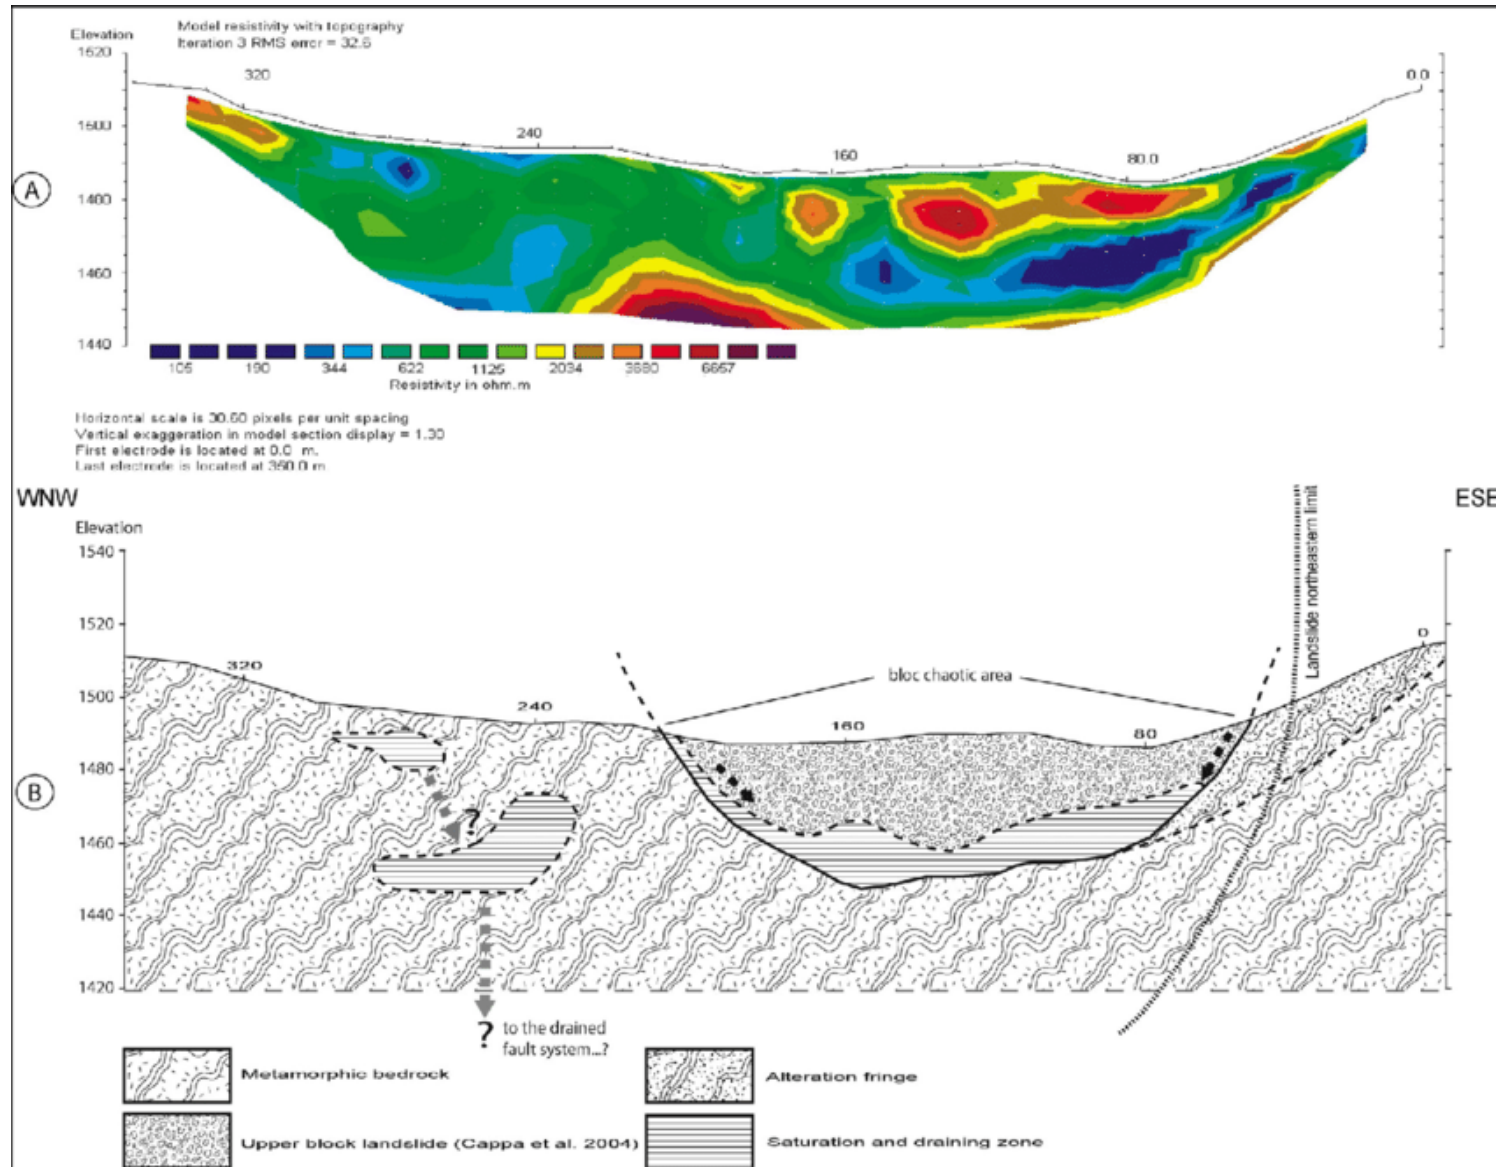 Model resistivity with topography
Elevation
Iteration 3 RMS error = 32.6
1520
320
0.0
1500
240
160
80.0
A
1480
1460
1440
105 190 344 622 1125 2034 3680 6657
Resistivity in ohm.m
Horizontal scale is 30.60 pixels per unit spacing
Vertical exaggeration in model section display = 1.30
First electrode is located at 0.0 m.
Last electrode is located at 350.0 m
WNW
ESE
Elevation
Landslide northeastern limit
1540
1520
0
320
bloc chaotic area
1500
240
160
80
B
1480
?
1460
1440
1420
? to the drained
fault system...?
Metamorphic bedrock
Alteration fringe
Upper block landslide (Cappa et al. 2004)
Saturation and draining zone